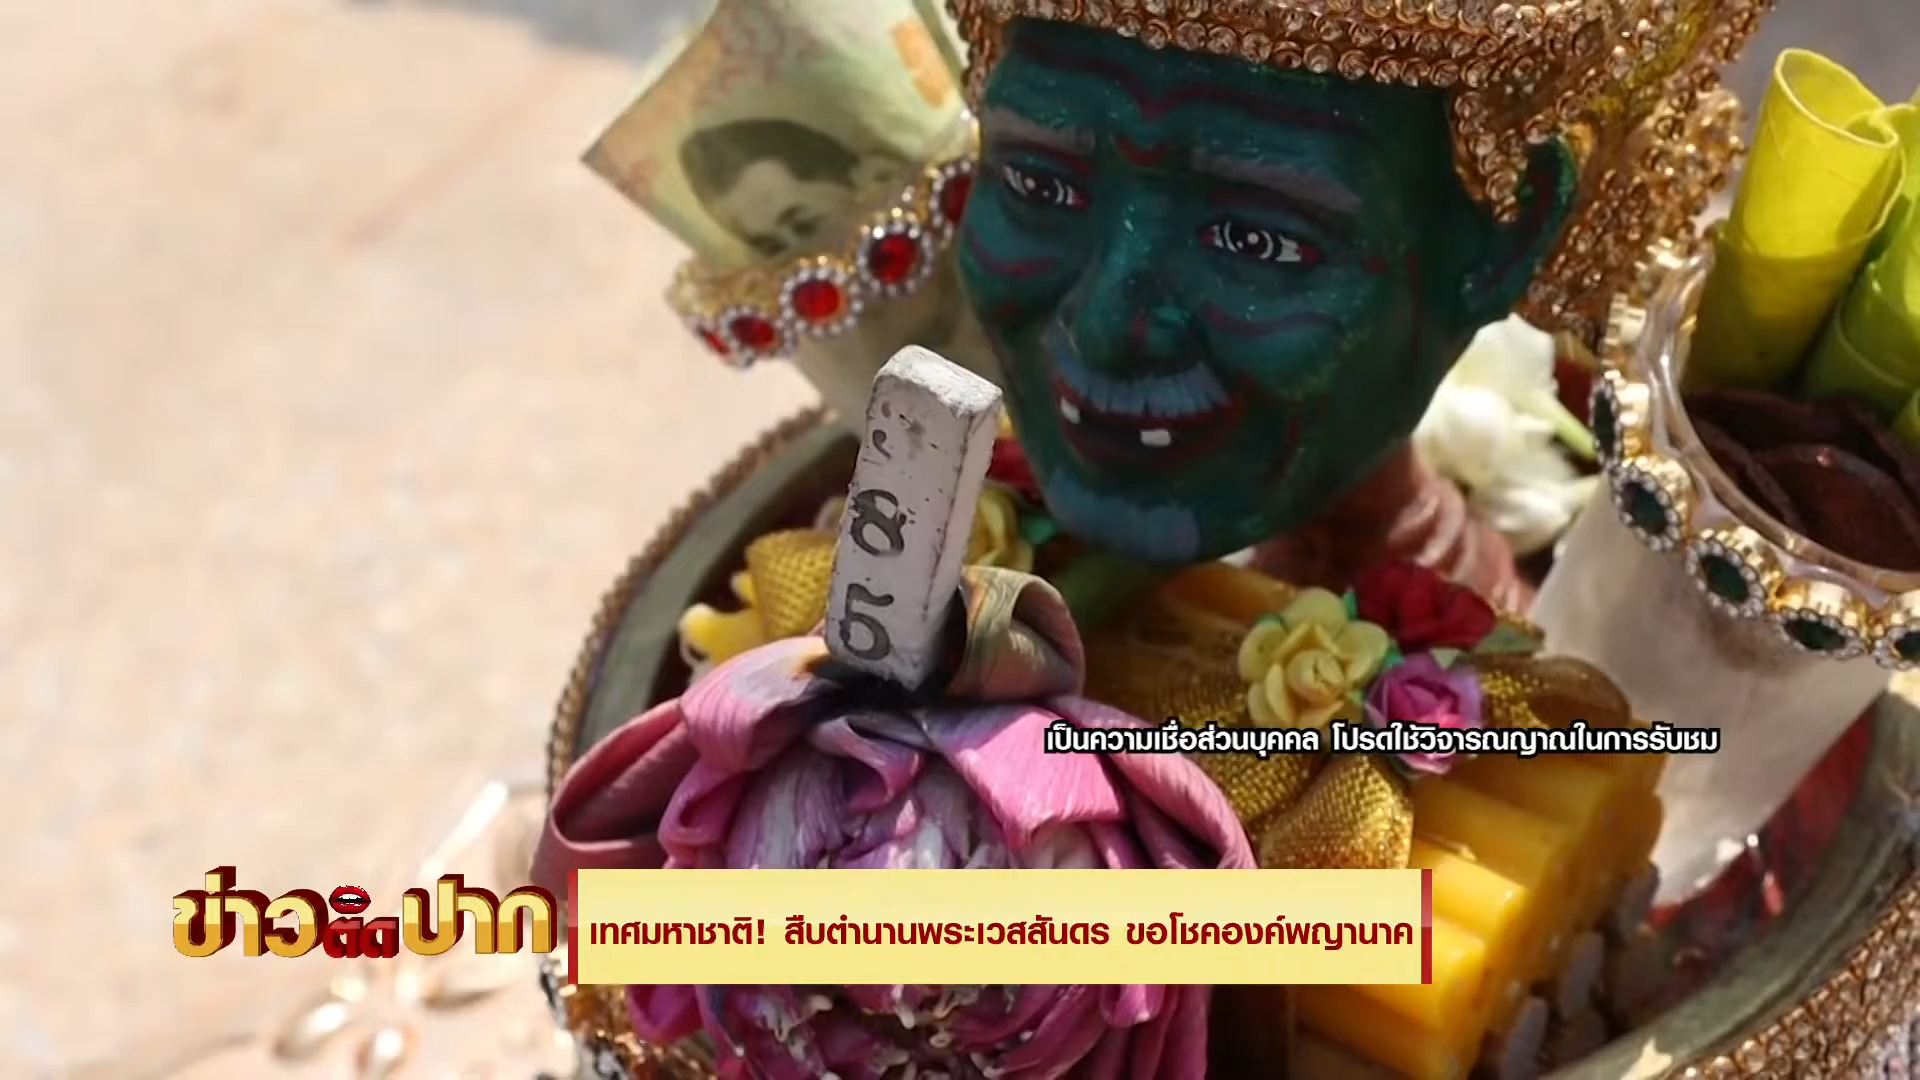 85
เป็นความเชื่อส่วนบุคคล โปรดใช้วิจารณญาณในการรับชม
ข่าวติดปาก
เทศมหาชาติ! สืบตำนานพระเวสสันดร ขอโชคองค์พญานาค